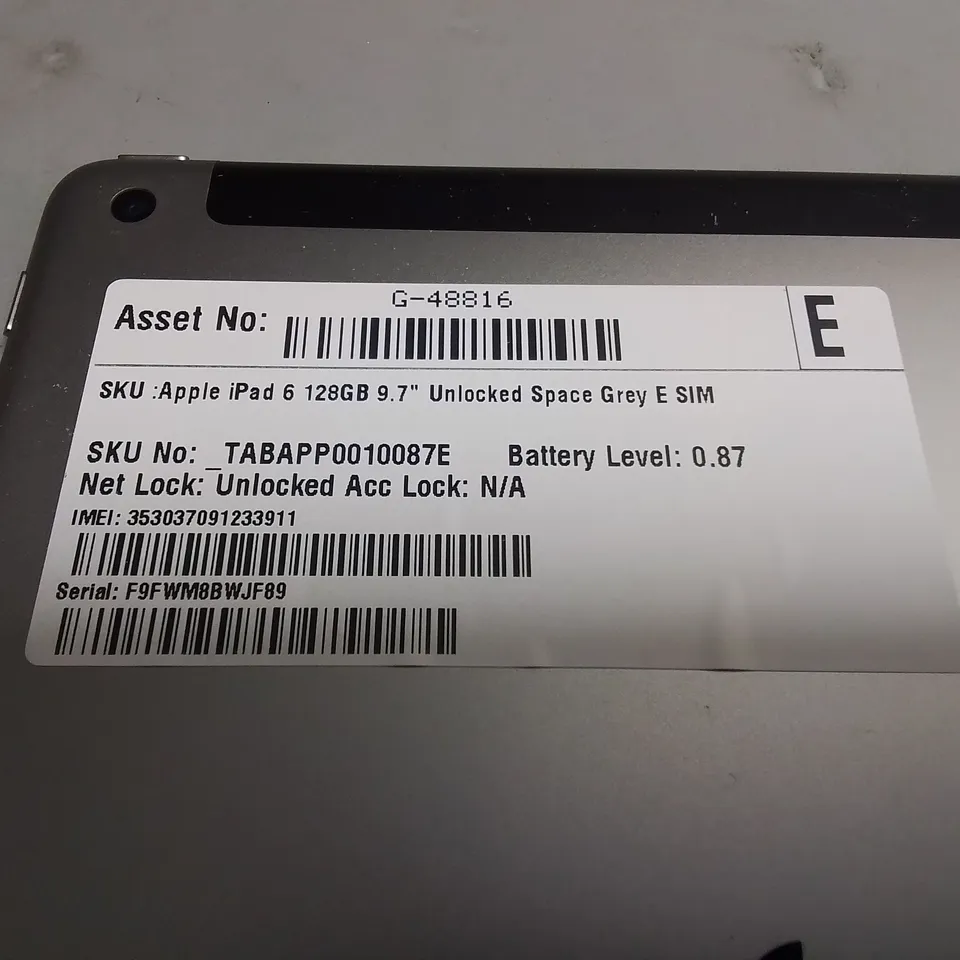 G-48816
Asset No:
E
SKU :Apple iPad 6 128GB 9.7" Unlocked Space Grey E SIM
SKU No: _TABAPP0010087E Battery Level: 0.87
Net Lock: Unlocked Acc Lock: N/A
IMEI: 353037091233911
Serial: F9FWM8BWJF89